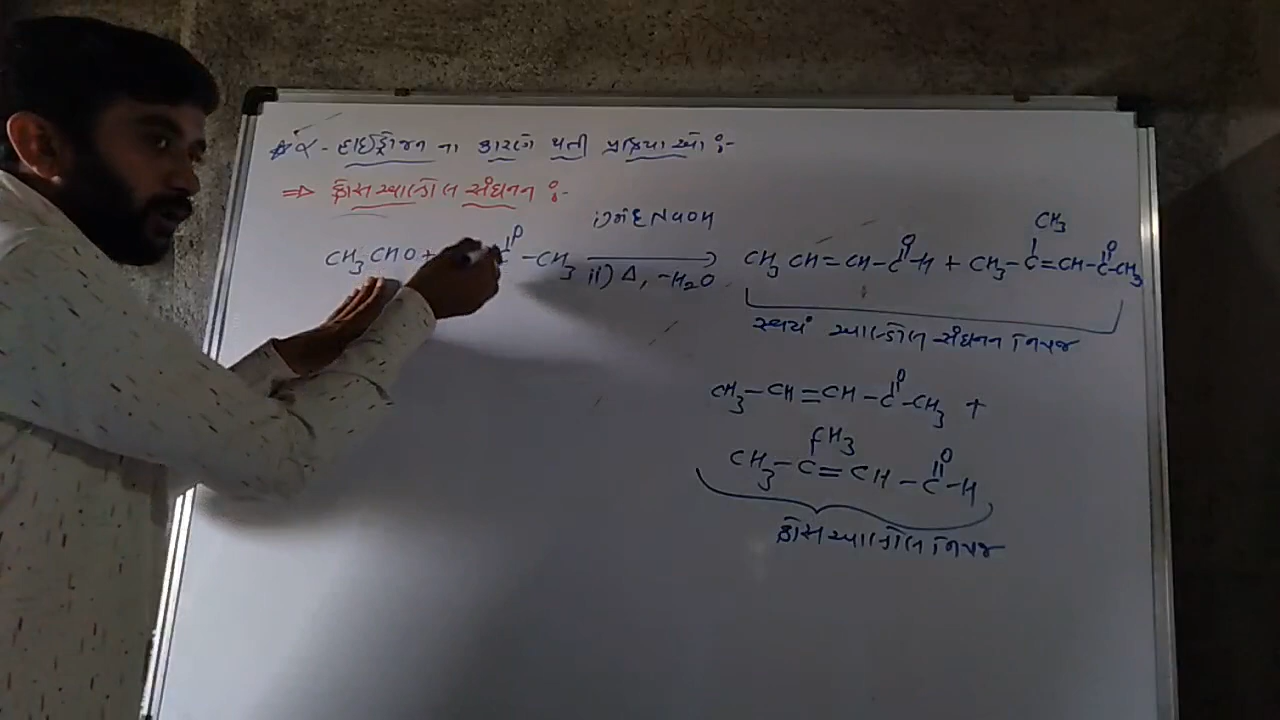 * α - હાઇડ્રોજન ના કારણે થતી પ્રક્રિયાઓ :-
⇒ ક્રોસ આલ્ડોલ સંઘનન :-
CH₃CHO + C(=O)-CH₃ i) મંદ NaOH ii) Δ, -H₂O → CH₃CH=CH-C(=O)-H + CH₃-C(CH₃)=CH-C(=O)-CH₃
સ્વયં આલ્ડોલ સંઘનન નિપજ
CH₃-CH=CH-C(=O)-CH₃ +
CH₃-C(CH₃)=CH-C(=O)-H
ક્રોસ આલ્ડોલ નિપજ